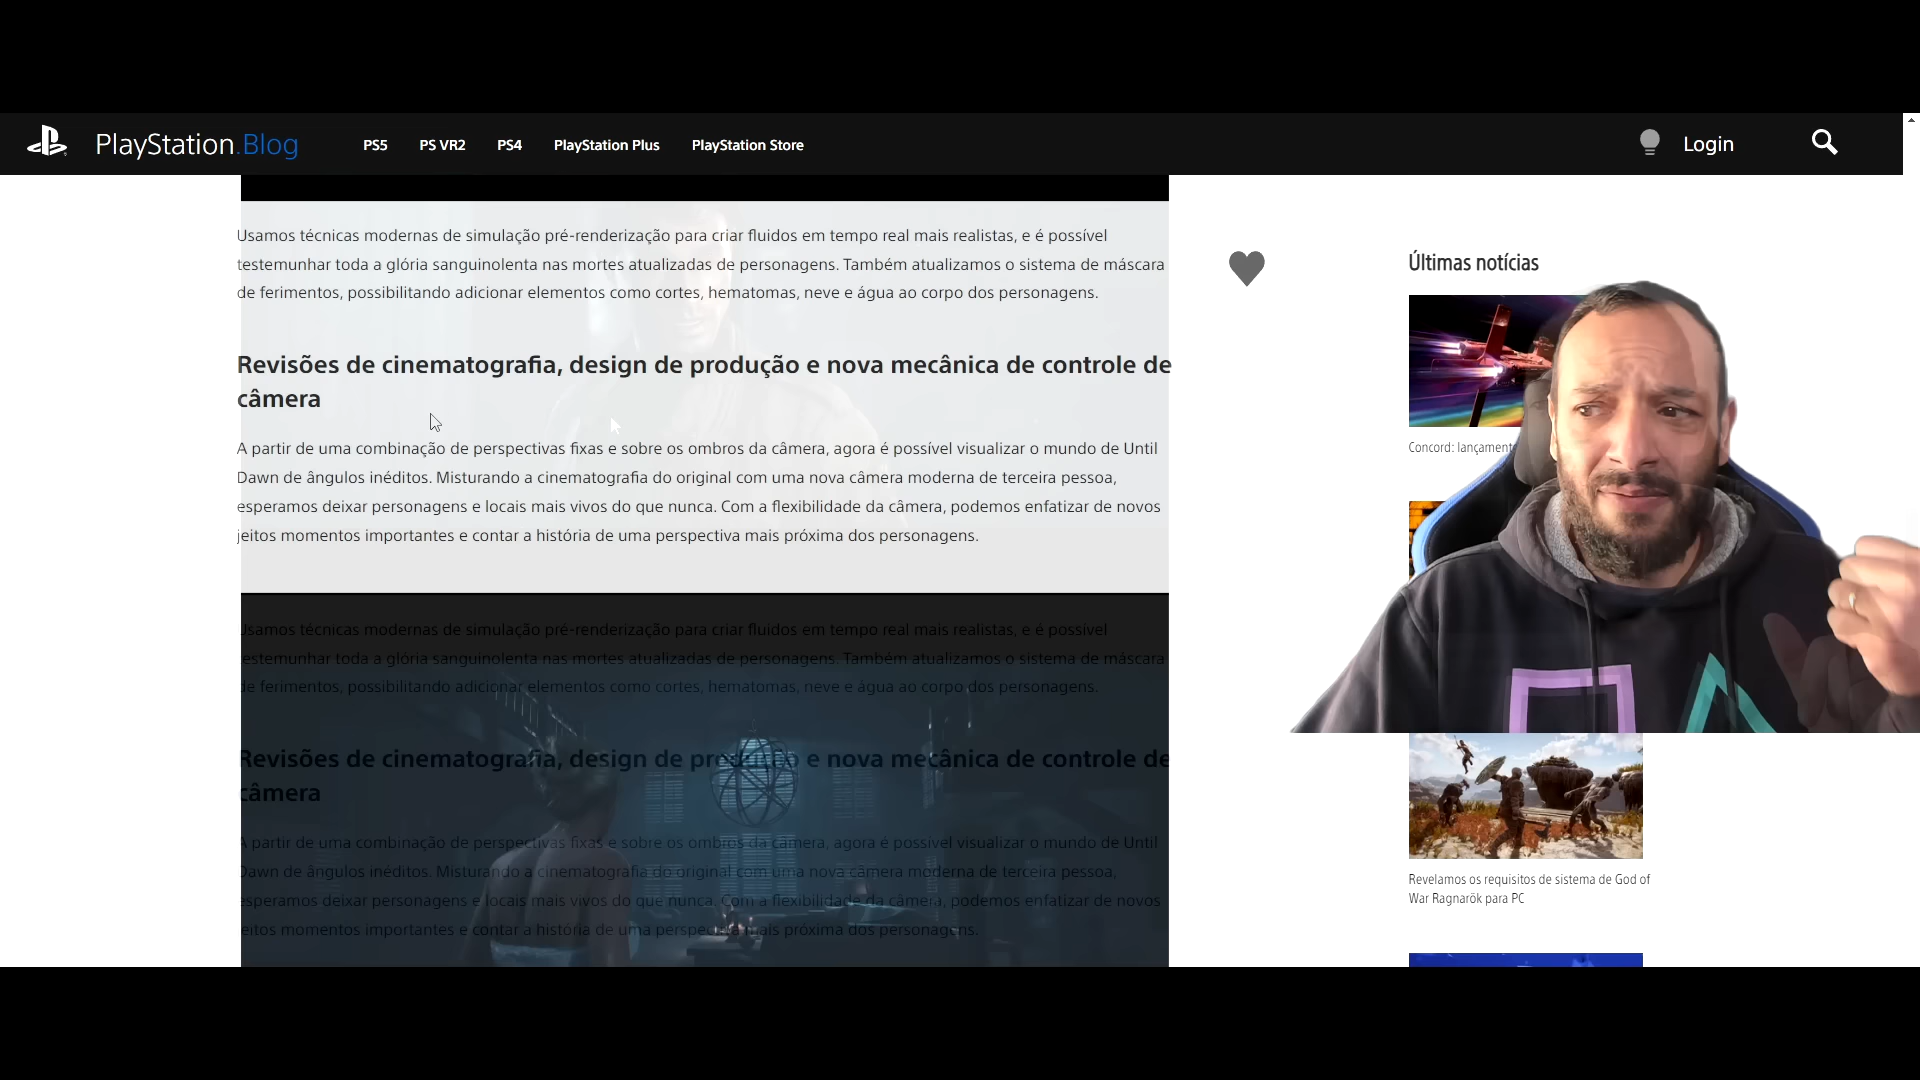 PlayStation.Blog
PS5
PS VR2
PS4
PlayStation Plus
PlayStation Store
Login
Usamos técnicas modernas de simulação pré-renderização para criar fluidos em tempo real mais realistas, e é possível
testemunhar toda a glória sanguinolenta nas mortes atualizadas de personagens. Também atualizamos o sistema de máscara
de ferimentos, possibilitando adicionar elementos como cortes, hematomas, neve e água ao corpo dos personagens.
Revisões de cinematografia, design de produção e nova mecânica de controle de
câmera
A partir de uma combinação de perspectivas fixas e sobre os ombros da câmera, agora é possível visualizar o mundo de Until
Dawn de ângulos inéditos. Misturando a cinematografia do original com uma nova câmera moderna de terceira pessoa,
esperamos deixar personagens e locais mais vivos do que nunca. Com a flexibilidade da câmera, podemos enfatizar de novos
jeitos momentos importantes e contar a história de uma perspectiva mais próxima dos personagens.
Usamos técnicas modernas de simulação pré-renderização para criar fluidos em tempo real mais realistas, e é possível
testemunhar toda a glória sanguinolenta nas mortes atualizadas de personagens. Também atualizamos o sistema de máscara
de ferimentos, possibilitando adicionar elementos como cortes, hematomas, neve e água ao corpo dos personagens.
Revisões de cinematografia, design de produção e nova mecânica de controle de
câmera
A partir de uma combinação de perspectivas fixas e sobre os ombros da câmera, agora é possível visualizar o mundo de Until
Dawn de ângulos inéditos. Misturando a cinematografia do original com uma nova câmera moderna de terceira pessoa,
esperamos deixar personagens e locais mais vivos do que nunca. Com a flexibilidade da câmera, podemos enfatizar de novos
jeitos momentos importantes e contar a história de uma perspectiva mais próxima dos personagens.
Últimas notícias
Concord: lançament
Revelamos os requisitos de sistema de God of
War Ragnarök para PC